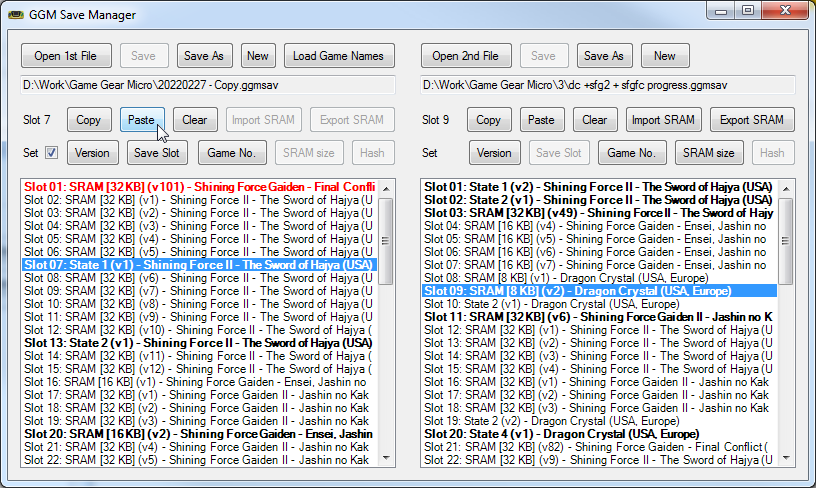 GGM Save Manager
Open 1st File Save Save As New Load Game Names
D:\Work\Game Gear Micro\20220227 - Copy.ggmsav
Slot 7 Copy Paste Clear Import SRAM Export SRAM
Set Version Save Slot Game No. SRAM size Hash
Slot 01: SRAM [32KB] (v101) - Shining Force Gaiden - Final Confli
Slot 02: SRAM [32 KB] (v1) - Shining Force II - The Sword of Hajya (U
Slot 03: SRAM [32 KB] (v2) - Shining Force II - The Sword of Hajya (U
Slot 04: SRAM [32 KB] (v3) - Shining Force II - The Sword of Hajya (U
Slot 05: SRAM [32 KB] (v4) - Shining Force II - The Sword of Hajya (U
Slot 06: SRAM [32 KB] (v5) - Shining Force II - The Sword of Hajya (U
Slot 07: State 1 (v1) - Shining Force II - The Sword of Hajya (USA)
Slot 08: SRAM [32 KB] (v6) - Shining Force II - The Sword of Hajya (U
Slot 09: SRAM [32 KB] (v7) - Shining Force II - The Sword of Hajya (U
Slot 10: SRAM [32 KB] (v8) - Shining Force II - The Sword of Hajya (U
Slot 11: SRAM [32 KB] (v9) - Shining Force II - The Sword of Hajya (U
Slot 12: SRAM [32 KB] (v10) - Shining Force II - The Sword of Hajya (
Slot 13: State 2 (v1) - Shining Force II - The Sword of Hajya (USA)
Slot 14: SRAM [32 KB] (v11) - Shining Force II - The Sword of Hajya (
Slot 15: SRAM [32 KB] (v12) - Shining Force II - The Sword of Hajya (
Slot 16: SRAM [16 KB] (v1) - Shining Force Gaiden - Ensei, Jashin no
Slot 17: SRAM [32 KB] (v1) - Shining Force Gaiden II - Jashin no Kak
Slot 18: SRAM [32 KB] (v2) - Shining Force Gaiden II - Jashin no Kak
Slot 19: SRAM [32 KB] (v3) - Shining Force Gaiden II - Jashin no Kak
Slot 20: SRAM [16 KB] (v2) - Shining Force Gaiden - Ensei, Jashin
Slot 21: SRAM [32 KB] (v4) - Shining Force Gaiden II - Jashin no Kak
Slot 22: SRAM [32 KB] (v5) - Shining Force Gaiden II - Jashin no Kak
Open 2nd File Save Save As New
D:\Work\Game Gear Micro\3\dc +sfg2 + sfgfc progress.ggmsav
Slot 9 Copy Paste Clear Import SRAM Export SRAM
Set Version Save Slot Game No. SRAM size Hash
Slot 01: State 1 (v2) - Shining Force II - The Sword of Hajya (USA)
Slot 02: State 2 (v1) - Shining Force II - The Sword of Hajya (USA)
Slot 03: SRAM [32KB] (v49) - Shining Force II - The Sword of Hajy
Slot 04: SRAM [16 KB] (v4) - Shining Force Gaiden - Ensei, Jashin no
Slot 05: SRAM [16 KB] (v5) - Shining Force Gaiden - Ensei, Jashin no
Slot 06: SRAM [16 KB] (v6) - Shining Force Gaiden - Ensei, Jashin no
Slot 07: SRAM [16 KB] (v7) - Shining Force Gaiden - Ensei, Jashin no
Slot 08: SRAM [8 KB] (v1) - Dragon Crystal (USA, Europe)
Slot 09: SRAM [8 KB] (v2) - Dragon Crystal (USA, Europe)
Slot 10: State 2 (v1) - Dragon Crystal (USA, Europe)
Slot 11: SRAM [32KB] (v6) - Shining Force Gaiden II - Jashin no K
Slot 12: SRAM [32 KB] (v1) - Shining Force II - The Sword of Hajya (U
Slot 13: SRAM [32 KB] (v2) - Shining Force II - The Sword of Hajya (U
Slot 14: SRAM [32 KB] (v3) - Shining Force II - The Sword of Hajya (U
Slot 15: SRAM [32 KB] (v4) - Shining Force II - The Sword of Hajya (U
Slot 16: SRAM [32 KB] (v1) - Shining Force Gaiden II - Jashin no Kak
Slot 17: SRAM [32 KB] (v2) - Shining Force Gaiden II - Jashin no Kak
Slot 18: SRAM [32 KB] (v3) - Shining Force Gaiden II - Jashin no Kak
Slot 19: State 2 (v2) - Dragon Crystal (USA, Europe)
Slot 20: State 4 (v1) - Dragon Crystal (USA, Europe)
Slot 21: SRAM [32 KB] (v82) - Shining Force Gaiden - Final Conflict (
Slot 22: SRAM [32 KB] (v9) - Shining Force II - The Sword of Hajya (U